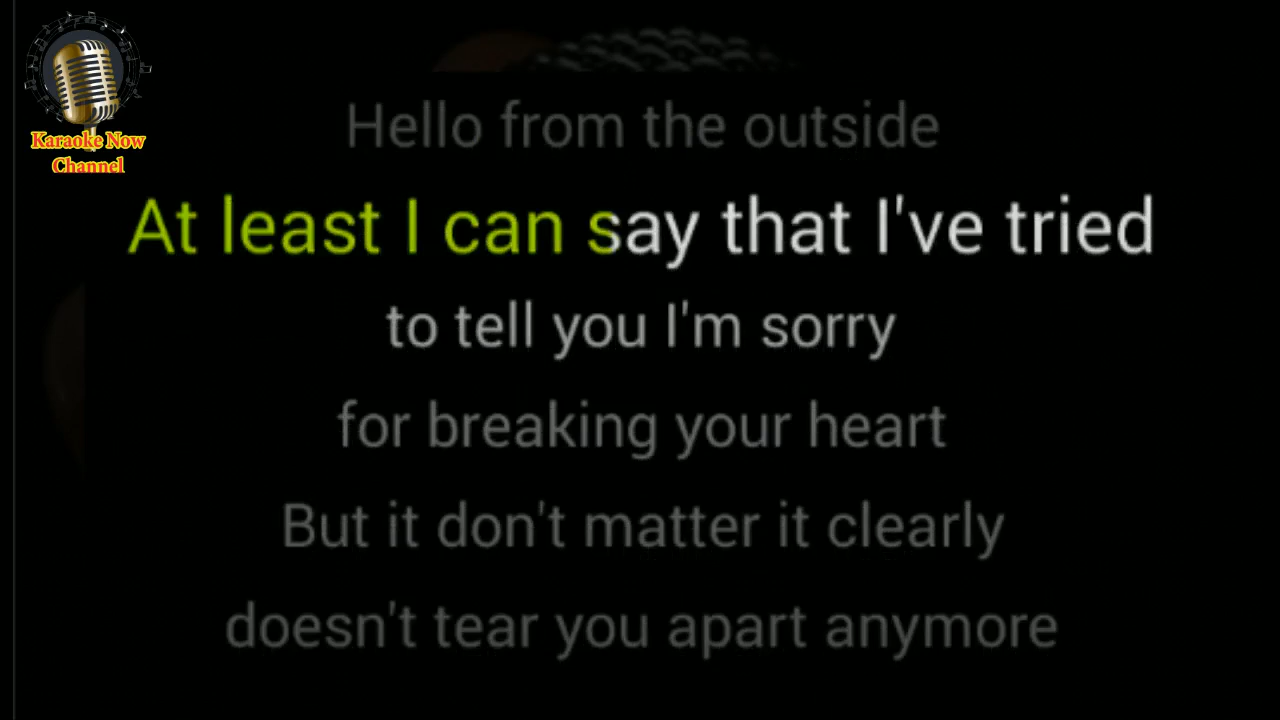 Karaoke Now
Channel
Hello from the outside
At least I can say that I've tried
to tell you I'm sorry
for breaking your heart
But it don't matter it clearly
doesn't tear you apart anymore